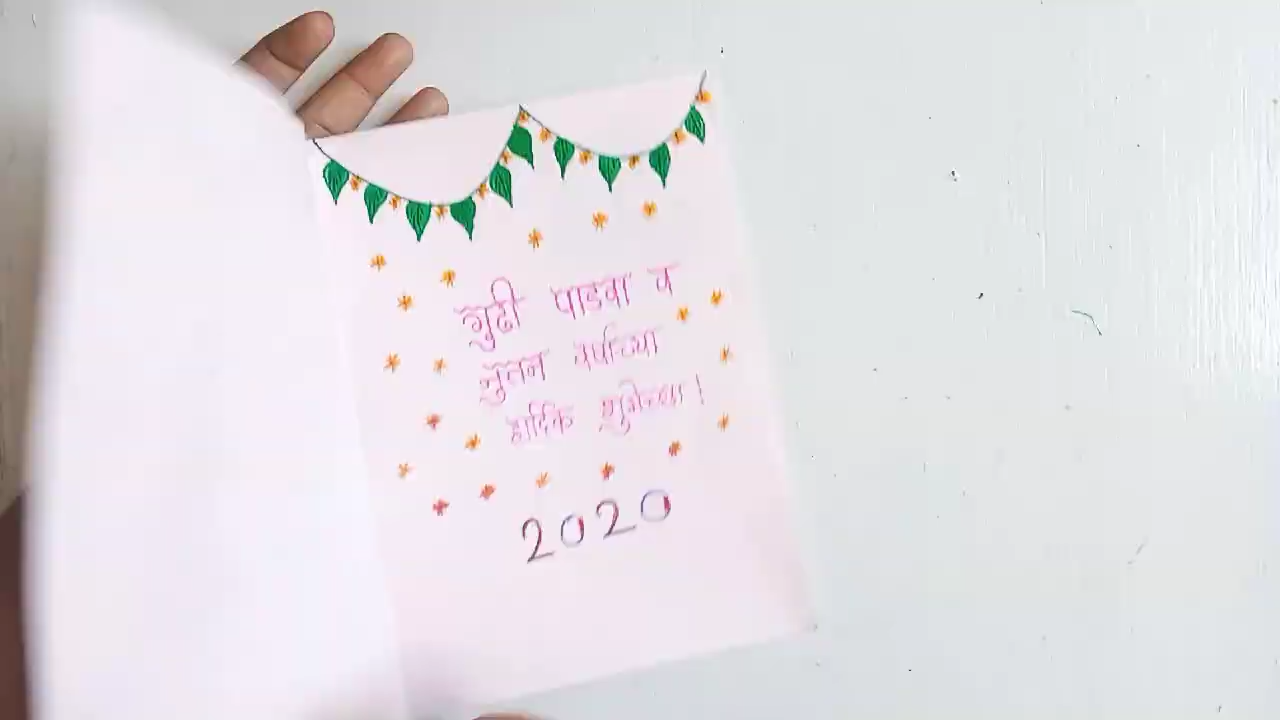 गुढी पाडवा व
नुतन वर्षाच्या
हार्दिक शुभेच्छा!
2020